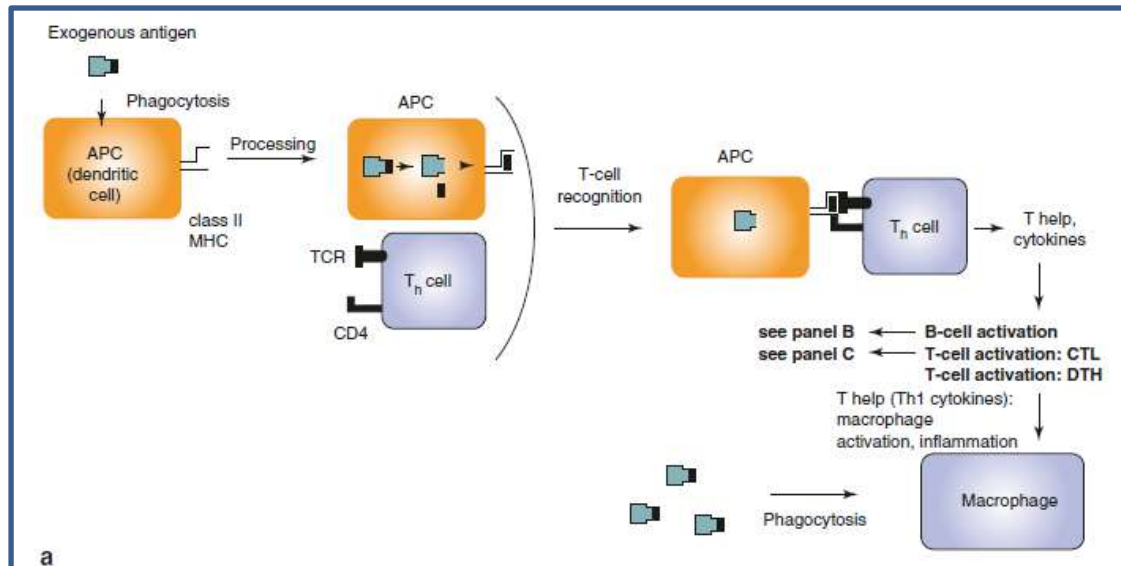 Exogenous antigen
Phagocytosis
APC
(dendritic
cell)
class II
MHC
Processing
APC
TCR
Th cell
CD4
T-cell
recognition
APC
Th cell
T help,
cytokines
see panel B
B-cell activation
see panel C
T-cell activation: CTL
T-cell activation: DTH
T help (Th1 cytokines):
macrophage
activation, inflammation
Phagocytosis
Macrophage
a